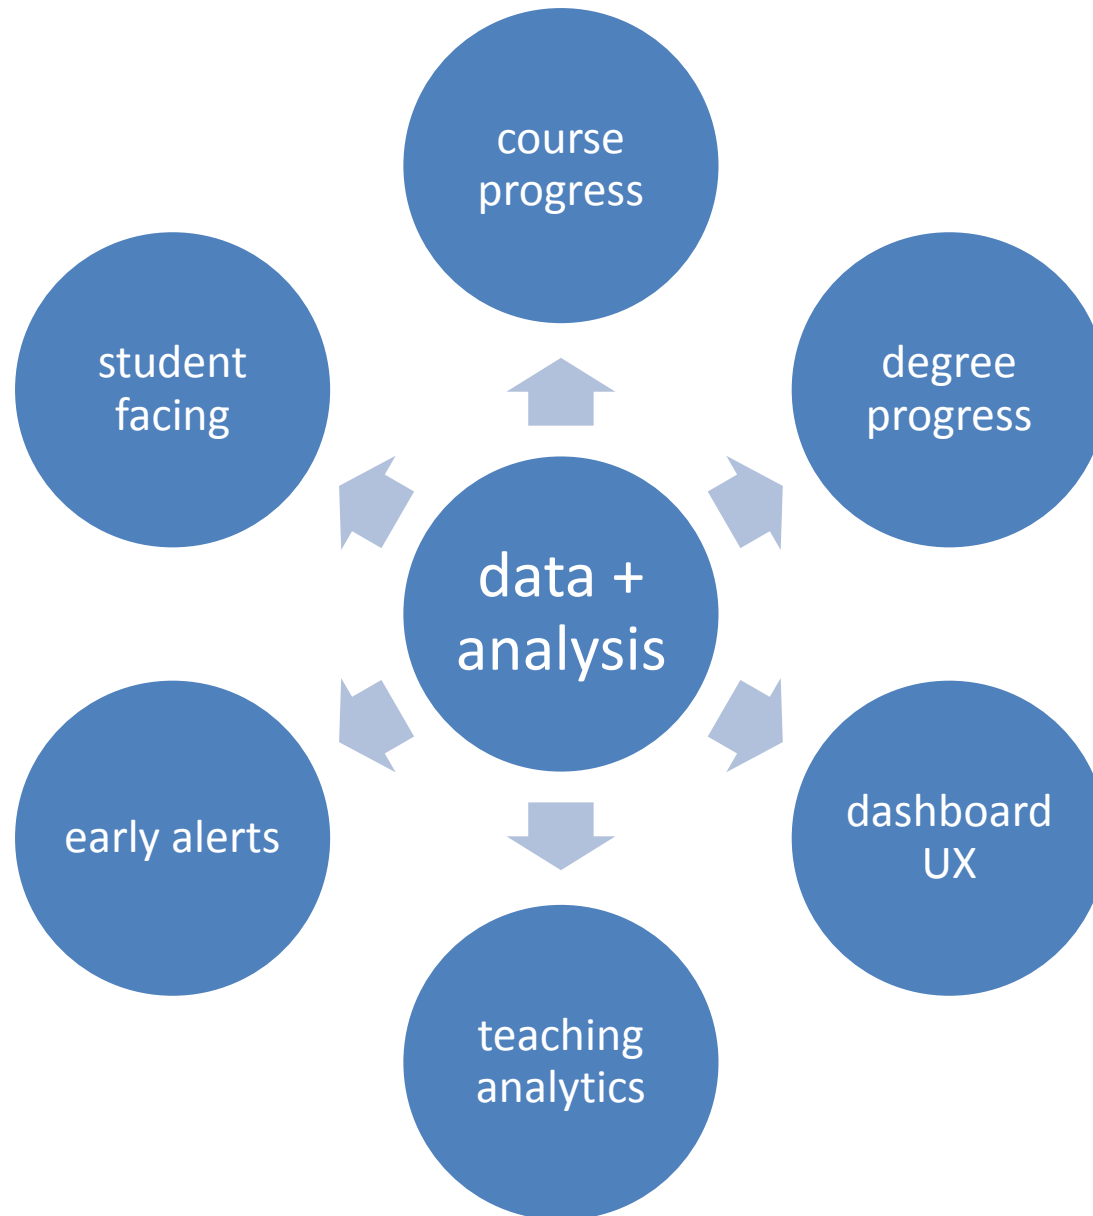 course
progress
student
facing
degree
progress
data +
analysis
early alerts
dashboard
UX
teaching
analytics